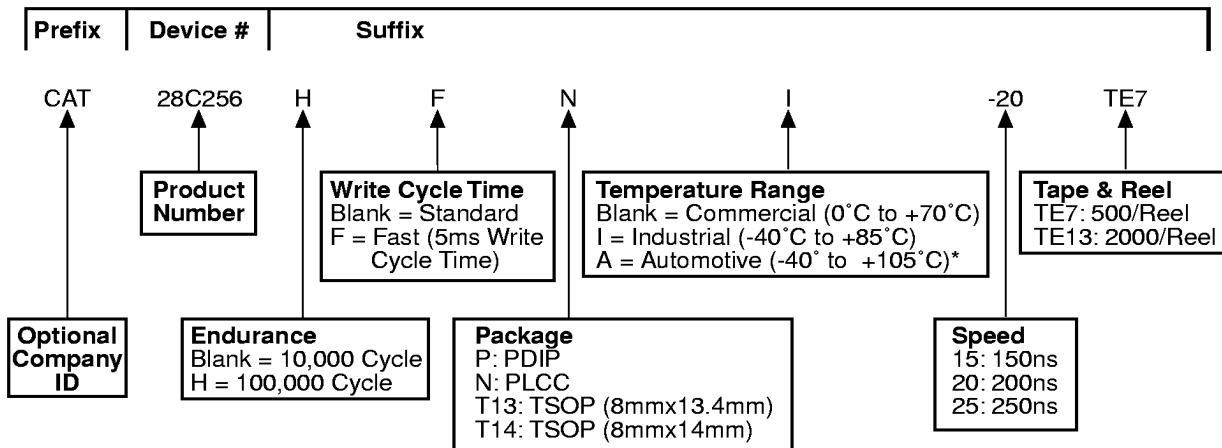 Prefix Device # Suffix
CAT 28C256 H F N I -20 TE7
Product
Number
Write Cycle Time
Blank = Standard
F = Fast (5ms Write
Cycle Time)
Temperature Range
Blank = Commercial (0˚C to +70˚C)
I = Industrial (-40˚C to +85˚C)
A = Automotive (-40˚ to +105˚C)*
Tape & Reel
TE7: 500/Reel
TE13: 2000/Reel
Optional
Company
ID
Endurance
Blank = 10,000 Cycle
H = 100,000 Cycle
Package
P: PDIP
N: PLCC
T13: TSOP (8mmx13.4mm)
T14: TSOP (8mmx14mm)
Speed
15: 150ns
20: 200ns
25: 250ns